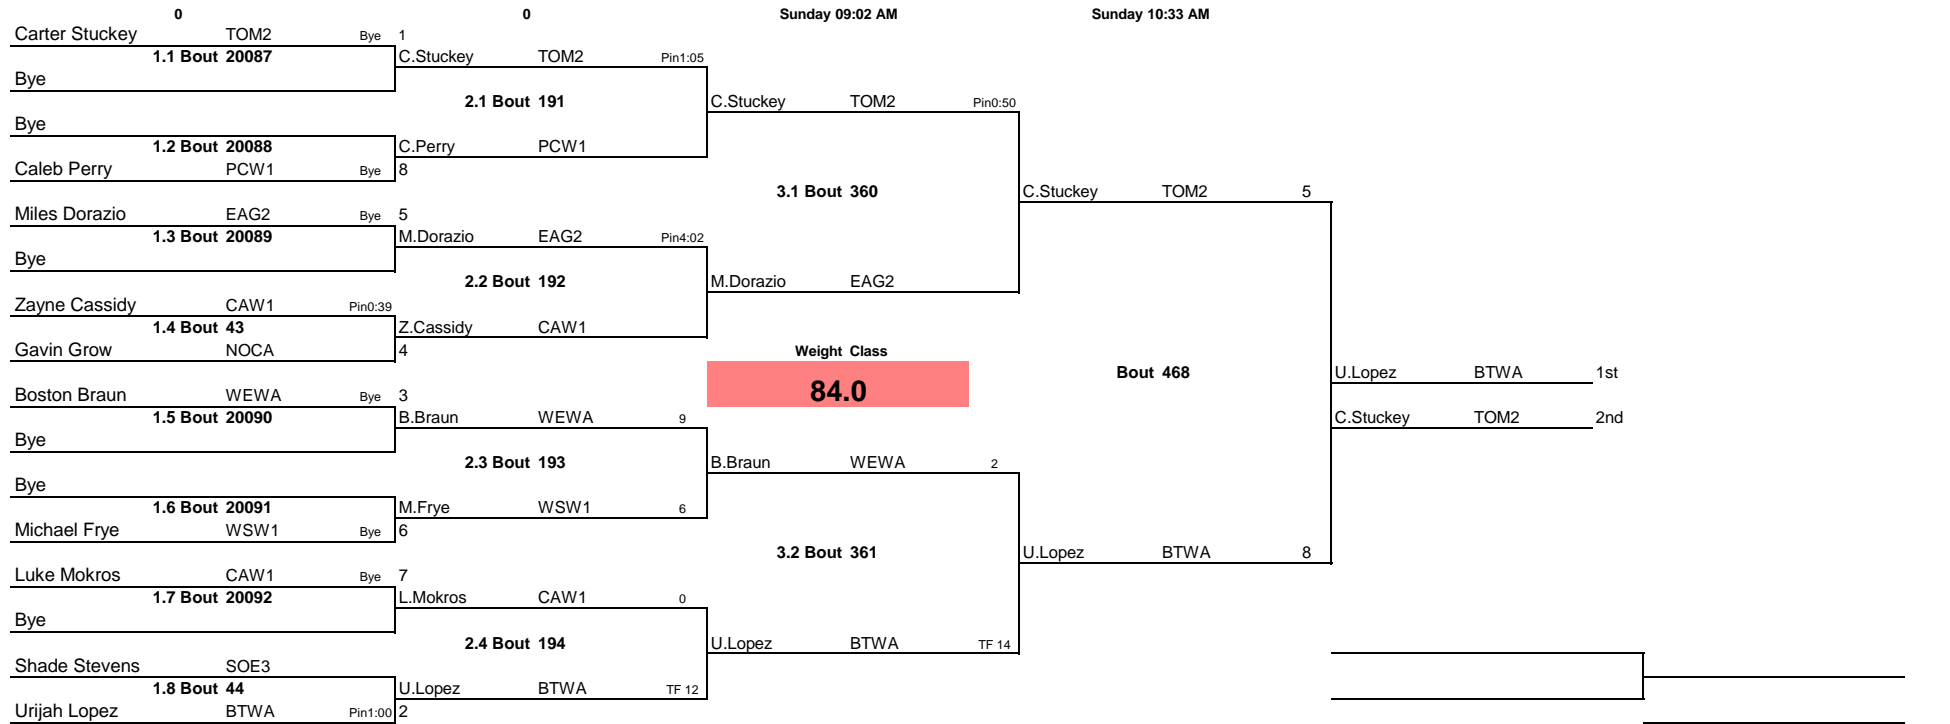 0 0 Sunday 09:02 AM Sunday 10:33 AM
Carter Stuckey TOM2 Bye 1
1.1 Bout 20087 C.Stuckey TOM2 Pin1:05
Bye
2.1 Bout 191 C.Stuckey TOM2 Pin0:50
Bye
1.2 Bout 20088 C.Perry PCW1
Caleb Perry PCW1 Bye 8
3.1 Bout 360 C.Stuckey TOM2 5
Miles Dorazio EAG2 Bye 5
1.3 Bout 20089 M.Dorazio EAG2 Pin4:02
Bye
2.2 Bout 192 M.Dorazio EAG2
Zayne Cassidy CAW1 Pin0:39
1.4 Bout 43 Z.Cassidy CAW1
Gavin Grow NOCA 4 Weight Class
Bout 468 U.Lopez BTWA 1st
Boston Braun WEWA Bye 3 84.0
1.5 Bout 20090 B.Braun WEWA 9 C.Stuckey TOM2 2nd
Bye
2.3 Bout 193 B.Braun WEWA 2
Bye
1.6 Bout 20091 M.Frye WSW1 6
Michael Frye WSW1 Bye 6
3.2 Bout 361 U.Lopez BTWA 8
Luke Mokros CAW1 Bye 7
1.7 Bout 20092 L.Mokros CAW1 0
Bye
2.4 Bout 194 U.Lopez BTWA TF 14
Shade Stevens SOE3
1.8 Bout 44 U.Lopez BTWA TF 12
Urijah Lopez BTWA Pin1:00 2